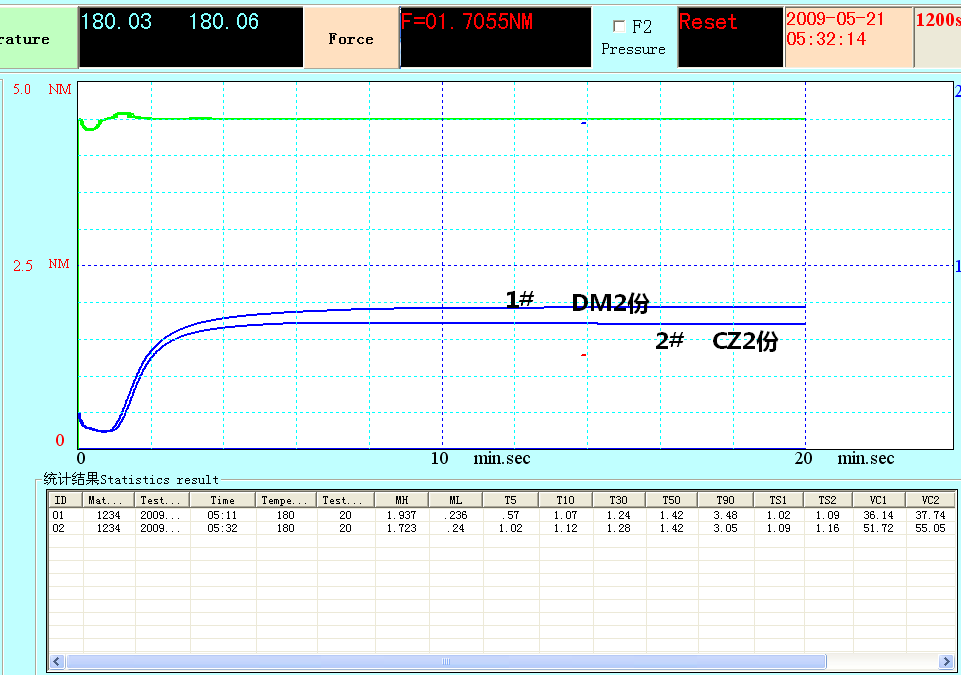 180.03 180.06
rature
Force
F=01.7055NM
F2
Pressure
Reset
2009-05-21
05:32:14
1200s
5.0 NM
2.5 NM
0
0 10 min.sec 20 min.sec
2
1
1# DM2份
2# CZ2份
统计结果Statistics result
ID Mat... Test... Time Tempe... Test... MH ML T5 T10 T30 T50 T90 TS1 TS2 VC1 VC2
01 1234 2009... 05:11 180 20 1.937 .236 .57 1.07 1.24 1.42 3.48 1.02 1.09 36.14 37.74
02 1234 2009... 05:32 180 20 1.723 .24 1.02 1.12 1.28 1.42 3.05 1.09 1.16 51.72 55.05